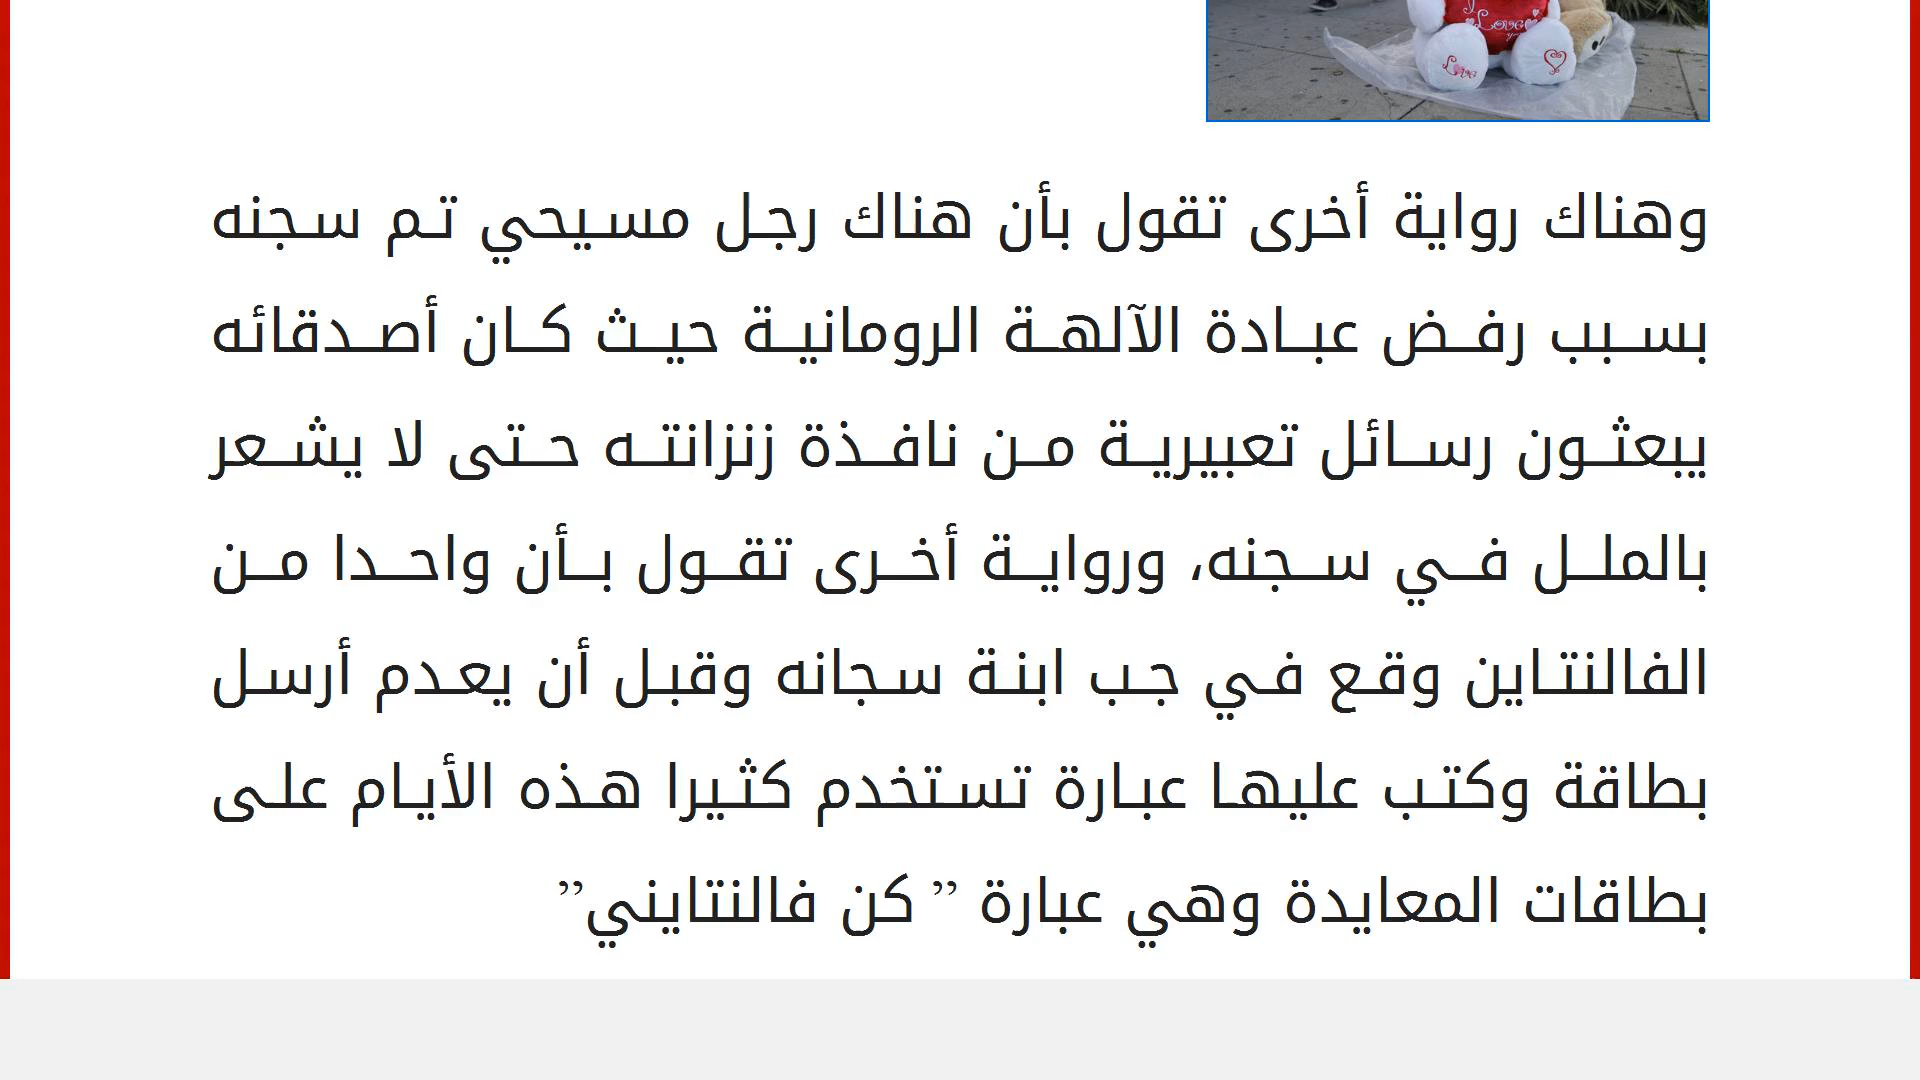 I
Love
you
Love
وهناك رواية أخرى تقول بأن هناك رجل مسيحي تم سجنه
بسبب رفض عبادة الآلهة الرومانية حيث كان أصدقائه
يبعثون رسائل تعبيرية من نافذة زنزانته حتى لا يشعر
بالملل في سجنه، ورواية أخرى تقول بأن واحدا من
الفالنتاين وقع في جب ابنة سجانه وقبل أن يعدم أرسل
بطاقة وكتب عليها عبارة تستخدم كثيرا هذه الأيام على
بطاقات المعايدة وهي عبارة ” كن فالنتايني”